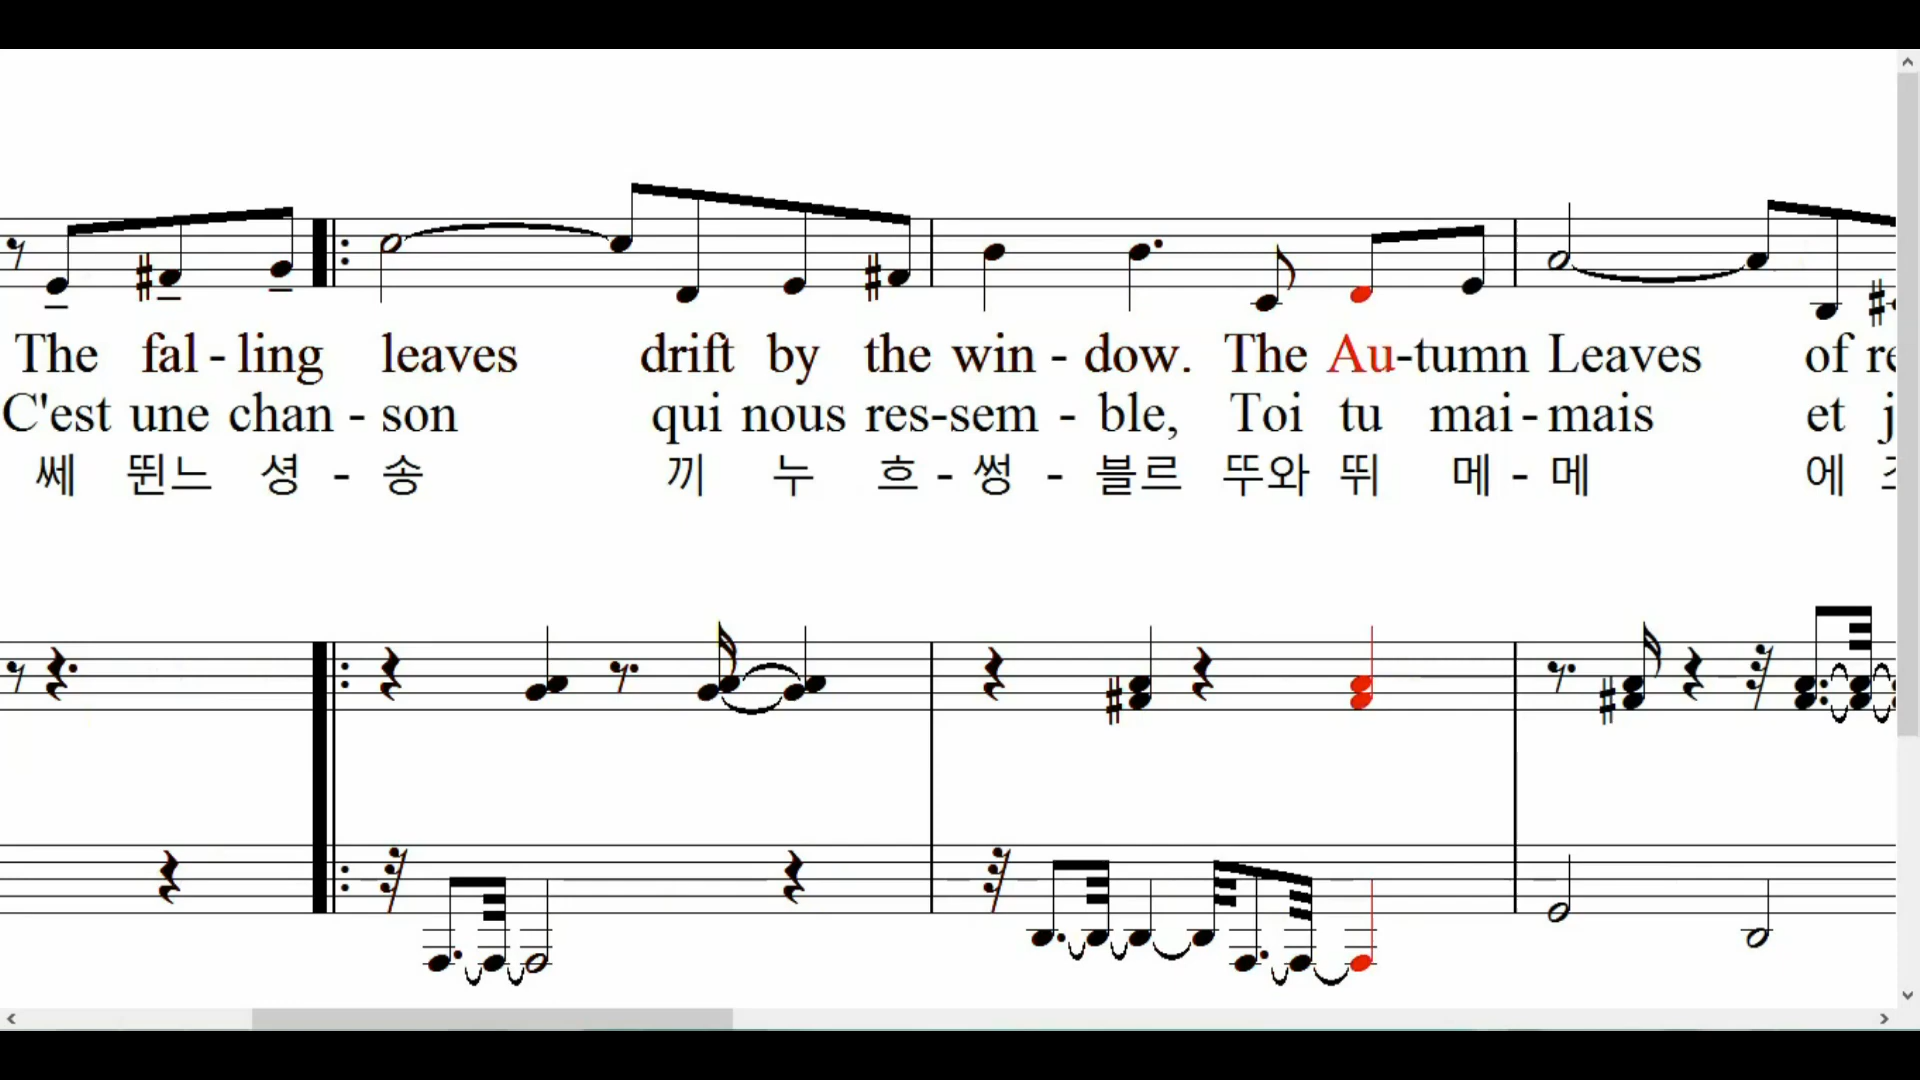 The fal - ling leaves drift by the win - dow. The Au-tumn Leaves of re
C'est une chan - son qui nous res-sem - ble, Toi tu mai-mais et j
쎄 뛴느 셩 - 송 끼 누 흐 - 썽 - 블르 뚜와 뛰 메 - 메 에